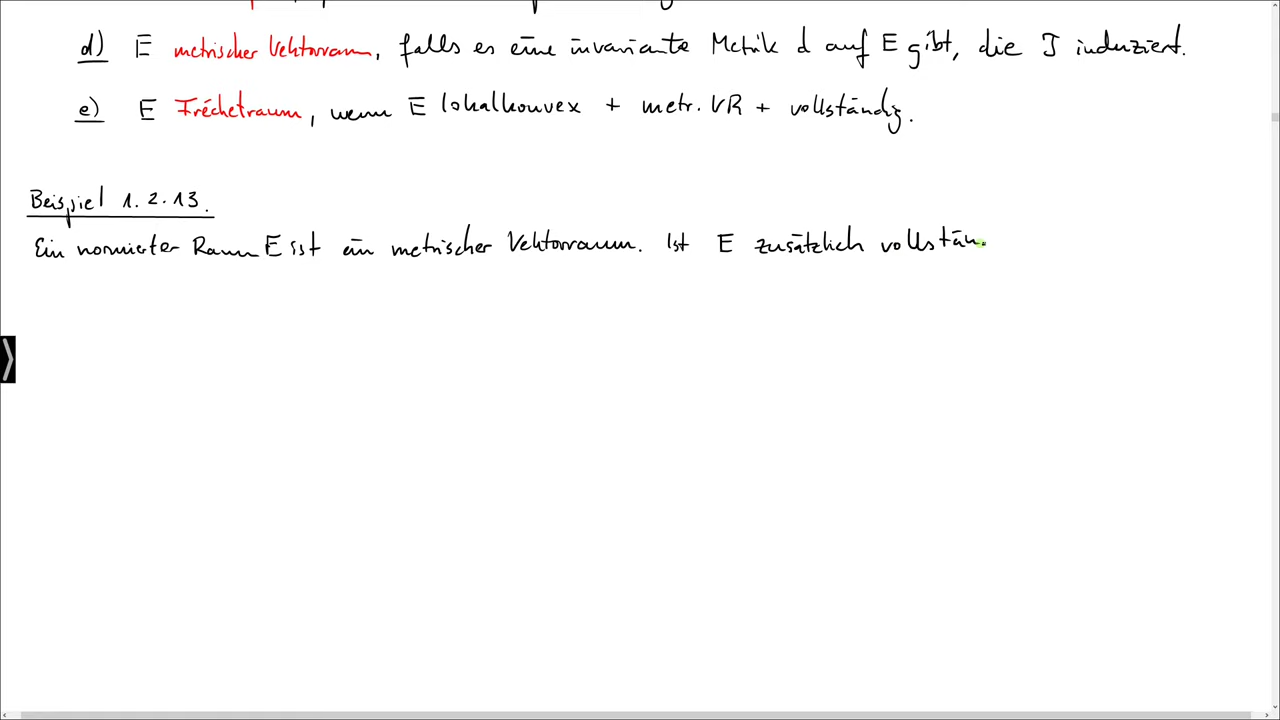 d) E metrischer Vektorraum, falls es eine invariante Metrik d auf E gibt, die T induziert.
e) E Fréchetraum, wenn E lokalkonvex + metr. VR + vollständig.
Beispiel 1.2.13.
Ein normierter Raum E ist ein metrischer Vektorraum. Ist E zusätzlich vollstän